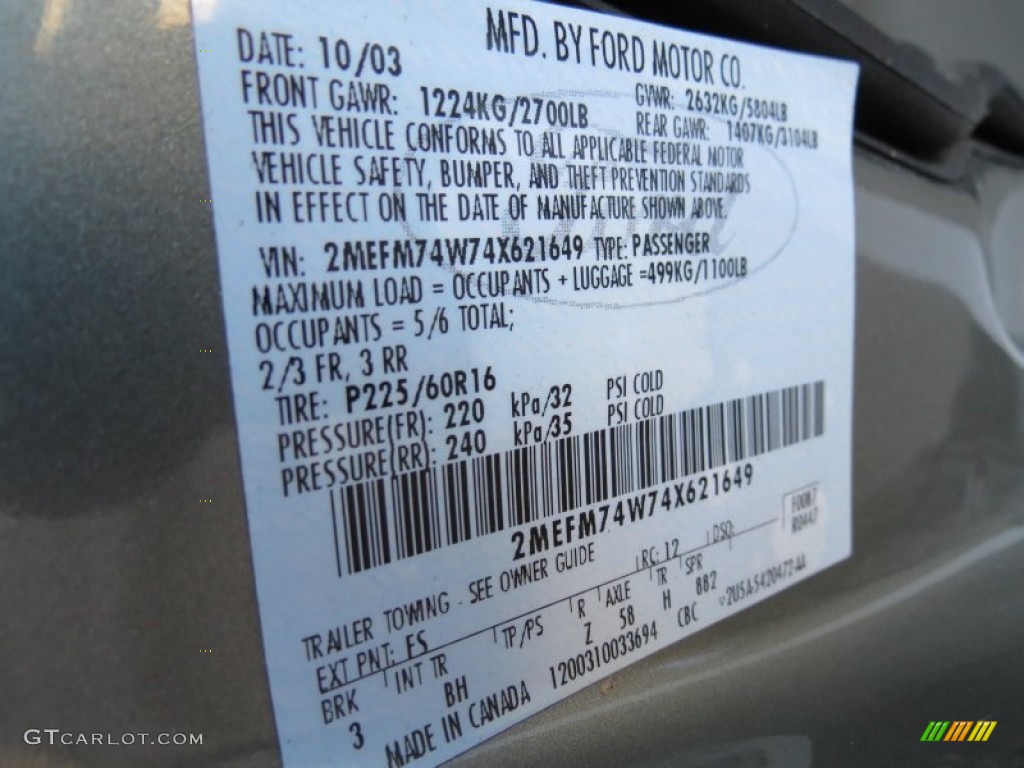 MFD. BY FORD MOTOR CO.
DATE: 10/03
GVWR: 2632KG/5804LB
FRONT GAWR: 1224KG/2700LB
REAR GAWR: 1407KG/3104LB
THIS VEHICLE CONFORMS TO ALL APPLICABLE FEDERAL MOTOR
VEHICLE SAFETY, BUMPER, AND THEFT PREVENTION STANDARDS
IN EFFECT ON THE DATE OF MANUFACTURE SHOWN ABOVE.
VIN: 2MEFM74W74X621649 TYPE: PASSENGER
MAXIMUM LOAD = OCCUPANTS + LUGGAGE =499KG/1100LB
OCCUPANTS = 5/6 TOTAL;
2/3 FR, 3 RR
TIRE: P225/60R16
PRESSURE(FR): 220 kPa/32 PSI COLD
PRESSURE(RR): 240 kPa/35 PSI COLD
2MEFM74W74X621649
TRAILER TOWING - SEE OWNER GUIDE
F0087
R0447
EXT PNT: FS RC: 12 DSO:
BRK INT TR TP/PS R AXLE TR SPR
3 BH Z 58 H 882
MADE IN CANADA 1200310033694 CBC 2U5A-5420472-AA
GTCARLOT.COM